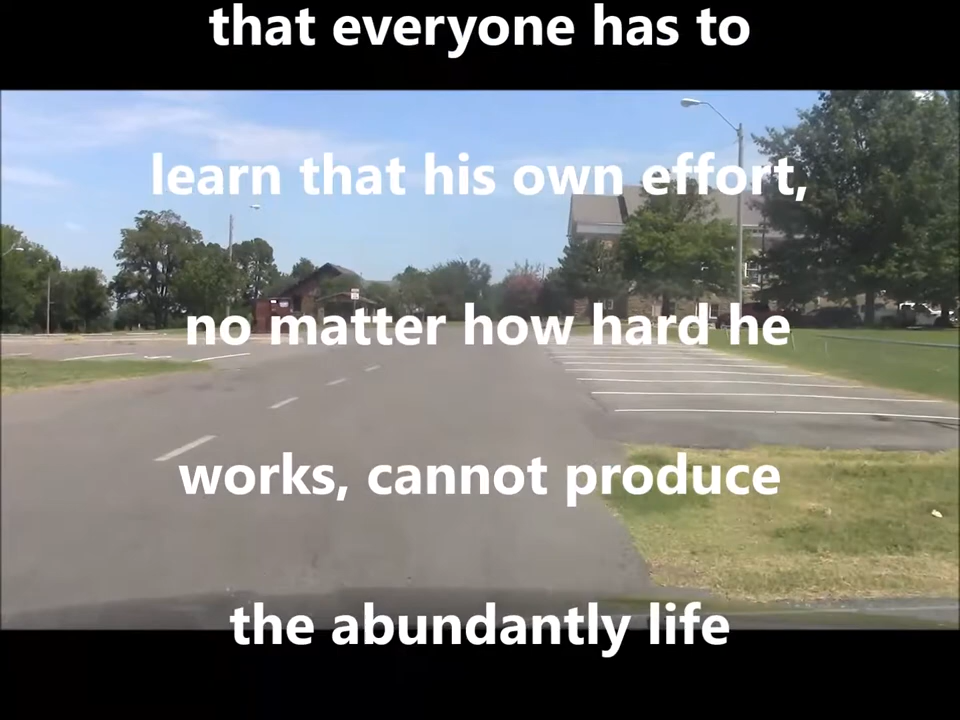 that everyone has to
learn that his own effort,
no matter how hard he
works, cannot produce
the abundantly life